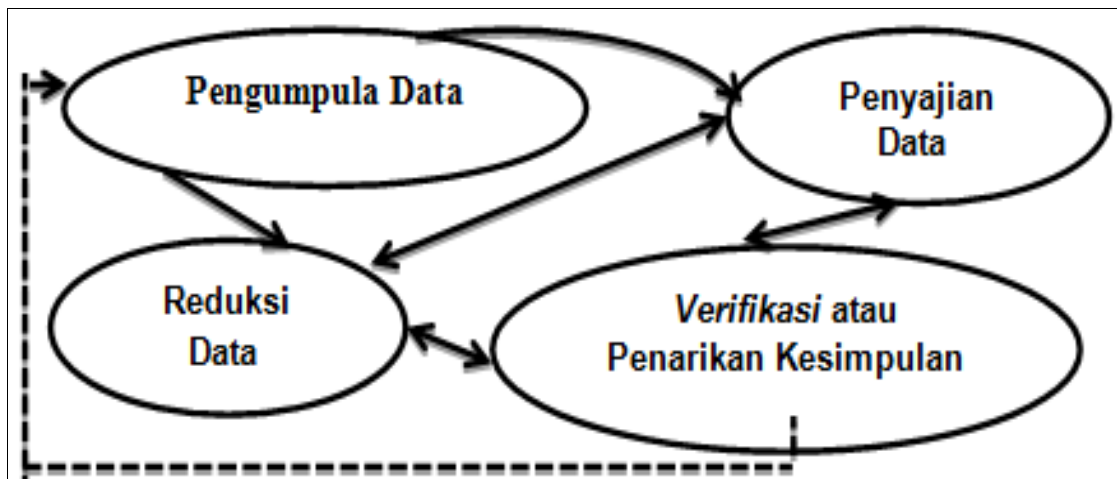 Pengumpula Data
Penyajian
Data
Reduksi
Data
Verifikasi atau
Penarikan Kesimpulan